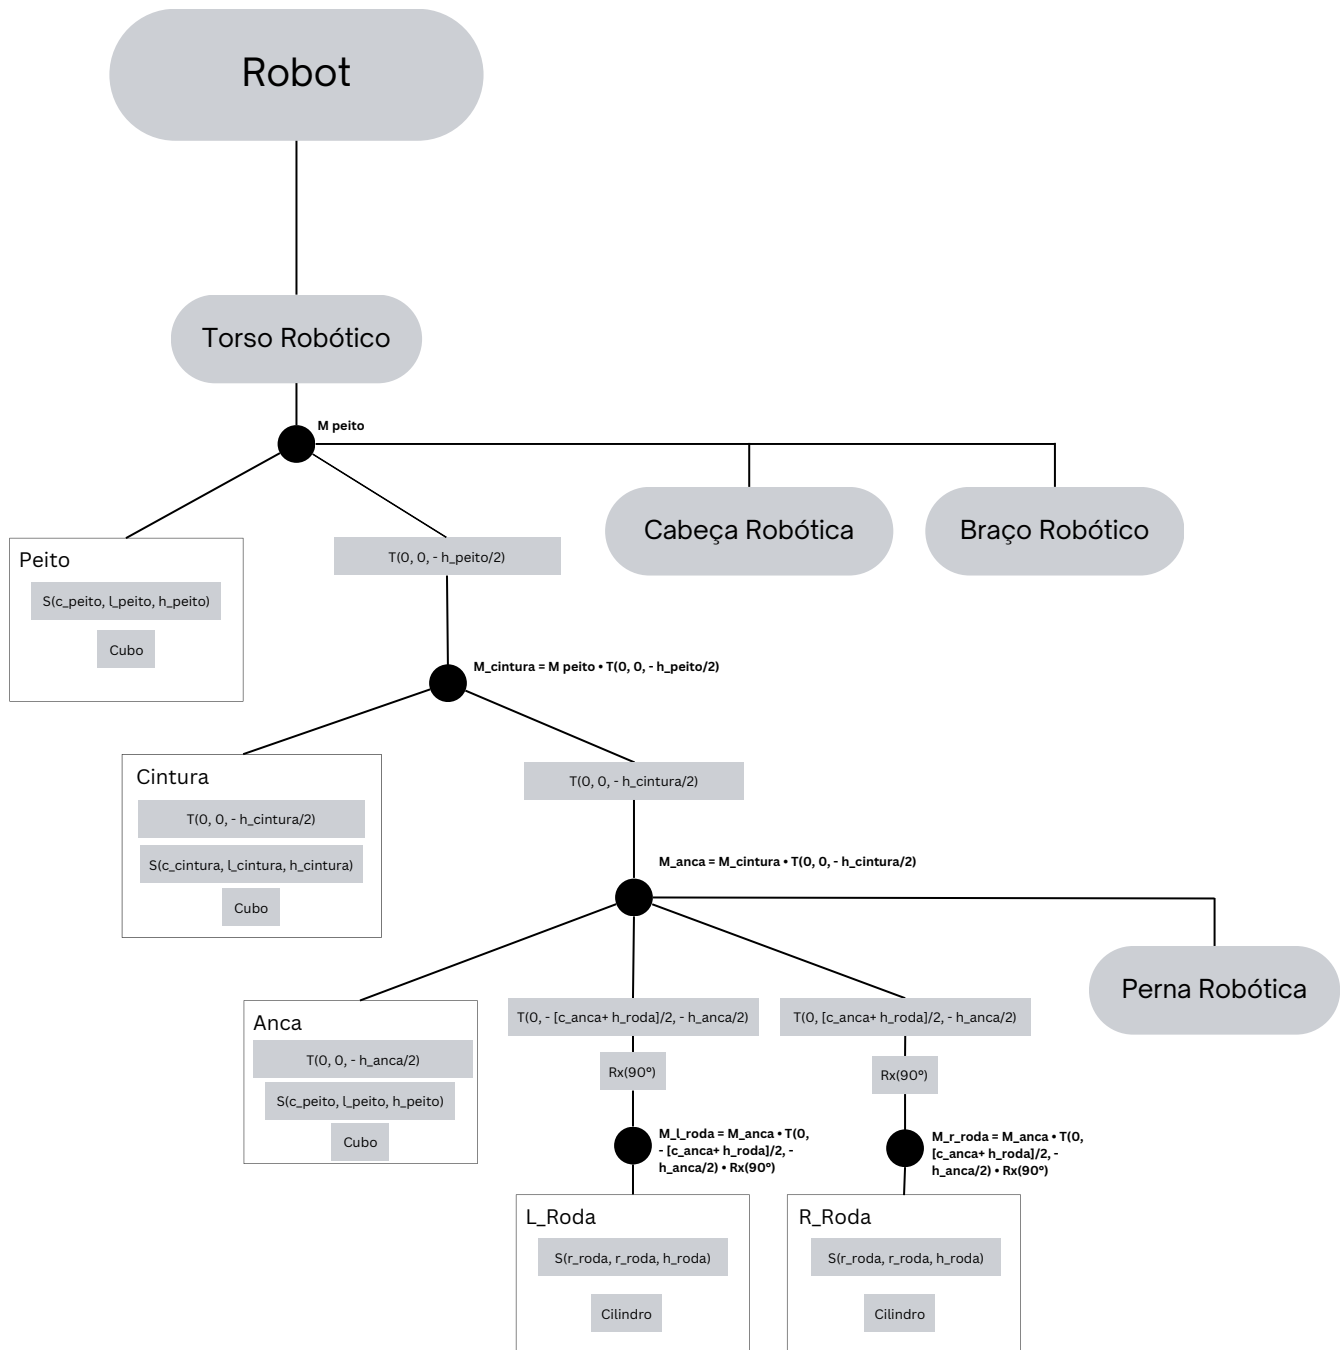 Robot
Torso Robótico
M peito
Cabeça Robótica
Braço Robótico
Peito
S(c_peito, l_peito, h_peito)
Cubo
T(0, 0, - h_peito/2)
M_cintura = M peito • T(0, 0, - h_peito/2)
Cintura
T(0, 0, - h_cintura/2)
S(c_cintura, l_cintura, h_cintura)
Cubo
T(0, 0, - h_cintura/2)
M_anca = M_cintura • T(0, 0, - h_cintura/2)
Perna Robótica
Anca
T(0, 0, - h_anca/2)
S(c_peito, l_peito, h_peito)
Cubo
T(0, - [c_anca+ h_roda]/2, - h_anca/2)
Rx(90º)
M_l_roda = M_anca • T(0,
- [c_anca+ h_roda]/2, -
h_anca/2) • Rx(90º)
L_Roda
S(r_roda, r_roda, h_roda)
Cilindro
T(0, [c_anca+ h_roda]/2, - h_anca/2)
Rx(90º)
M_r_roda = M_anca • T(0,
[c_anca+ h_roda]/2, -
h_anca/2) • Rx(90º)
R_Roda
S(r_roda, r_roda, h_roda)
Cilindro